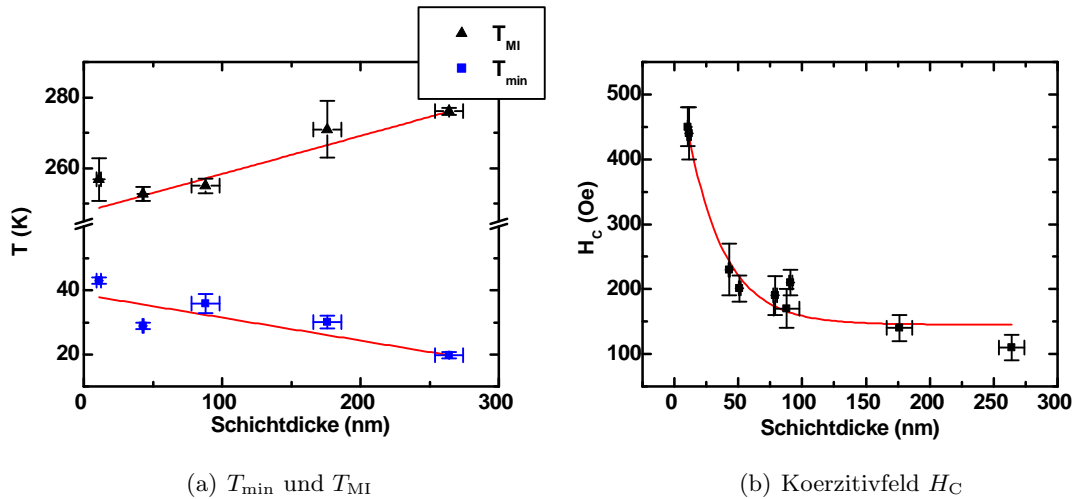 T_MI
T_min
280
260
40
20
T (K)
0 100 200 300
Schichtdicke (nm)
500
400
300
200
100
H_C (Oe)
0 50 100 150 200 250 300
Schichtdicke (nm)
(a) T_min und T_MI
(b) Koerzitivfeld H_C